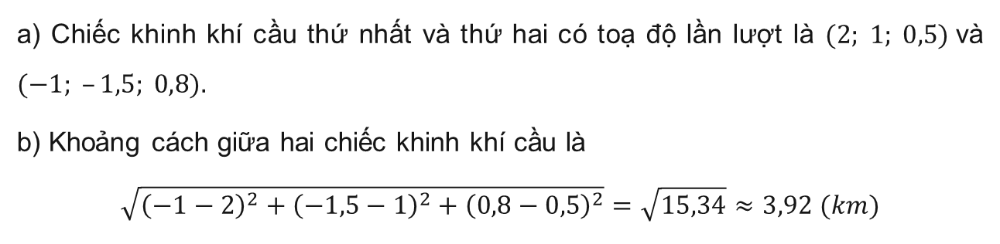 a) Chiếc khinh khí cầu thứ nhất và thứ hai có toạ độ lần lượt là (2; 1; 0,5) và
(−1; −1,5; 0,8).
b) Khoảng cách giữa hai chiếc khinh khí cầu là
√((−1 − 2)² + (−1,5 − 1)² + (0,8 − 0,5)²) = √15,34 ≈ 3,92 (km)